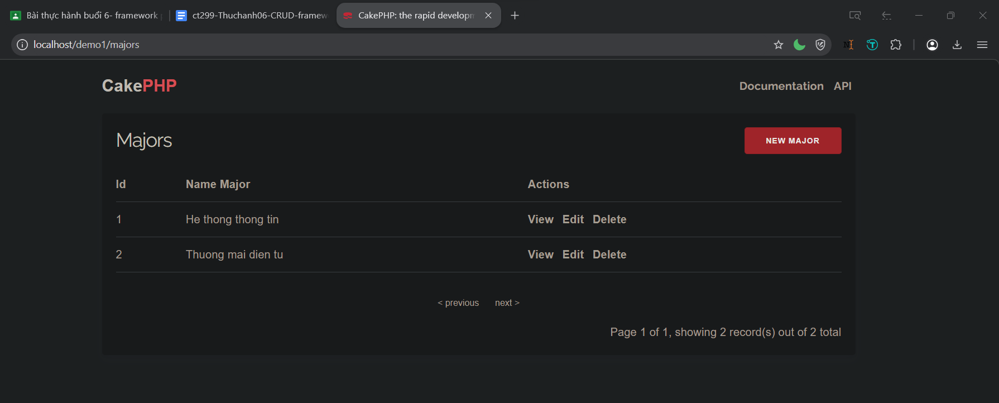 Bài thực hành buổi 6- framework
ct299-Thuchanh06-CRUD-framew
CakePHP: the rapid developm
localhost/demo1/majors
CakePHP
Documentation API
Majors
NEW MAJOR
Id Name Major Actions
1 He thong thong tin View Edit Delete
2 Thuong mai dien tu View Edit Delete
< previous next >
Page 1 of 1, showing 2 record(s) out of 2 total